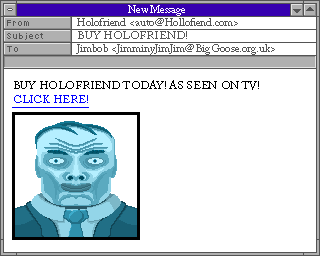 New Message
From Holofriend <auto@Hollofiend.com>
Subject BUY HOLOFRIEND!
To Jimbob <JimminyJimJim@BigGoose.org.uk>
BUY HOLOFRIEND TODAY! AS SEEN ON TV!
CLICK HERE!